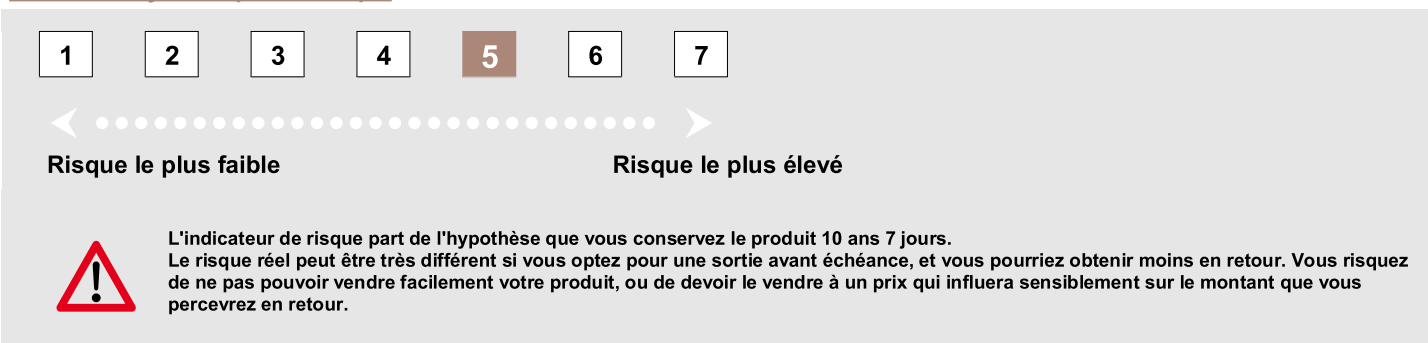 1 2 3 4 5 6 7
Risque le plus faible Risque le plus élevé
L'indicateur de risque part de l'hypothèse que vous conservez le produit 10 ans 7 jours.
Le risque réel peut être très différent si vous optez pour une sortie avant échéance, et vous pourriez obtenir moins en retour. Vous risquez
de ne pas pouvoir vendre facilement votre produit, ou de devoir le vendre à un prix qui influera sensiblement sur le montant que vous
percevrez en retour.